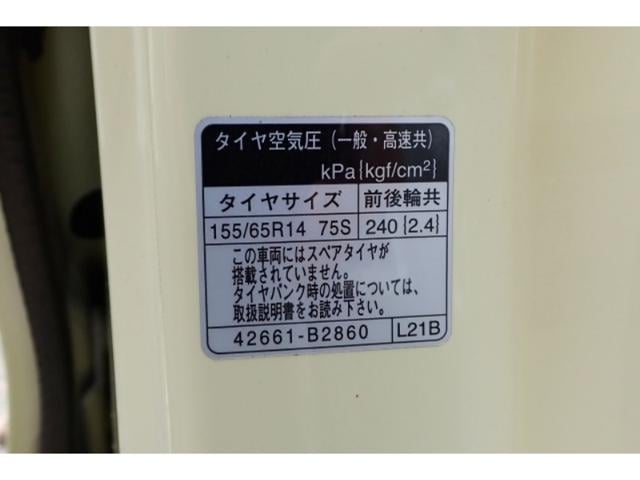 タイヤ空気圧(一般・高速共)
kPa{kgf/cm²}
タイヤサイズ 前後輪共
155/65R14 75S 240{2.4}
この車両にはスペアタイヤが
搭載されていません。
タイヤパンク時の処置については、
取扱説明書をお読み下さい。
42661-B2860 L21B